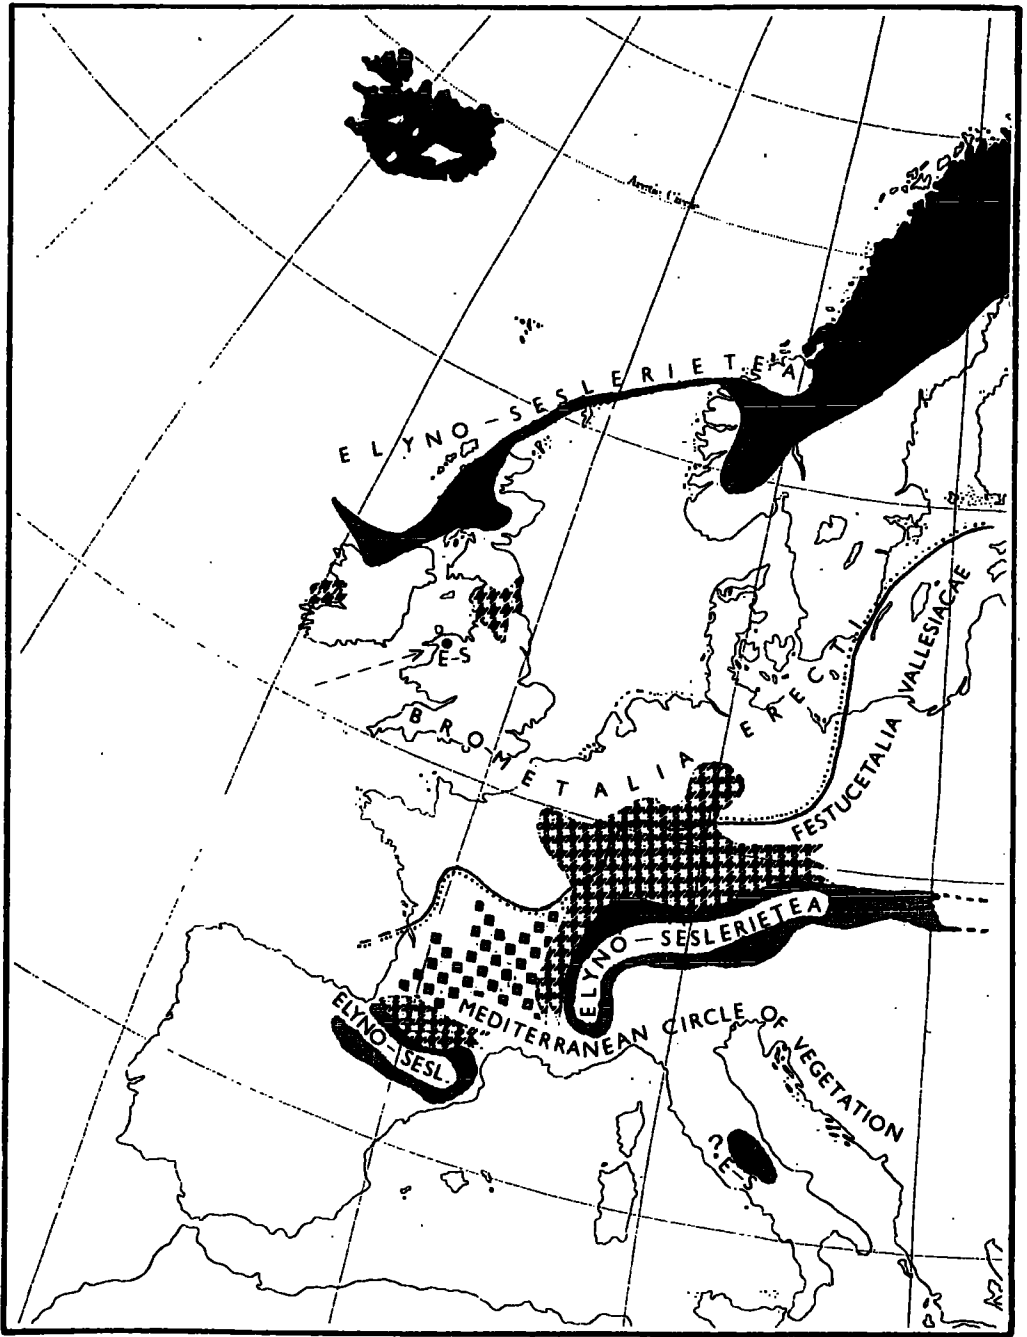 Arctic Circle
ELYNO-SESLERIETEA
E-S
BROMETALIA ERECTI
FESTUCETALIA VALLESIACAE
ELYNO-SESLERIETEA
ELYNO-SESL.
MEDITERRANEAN CIRCLE OF VEGETATION
?E-S